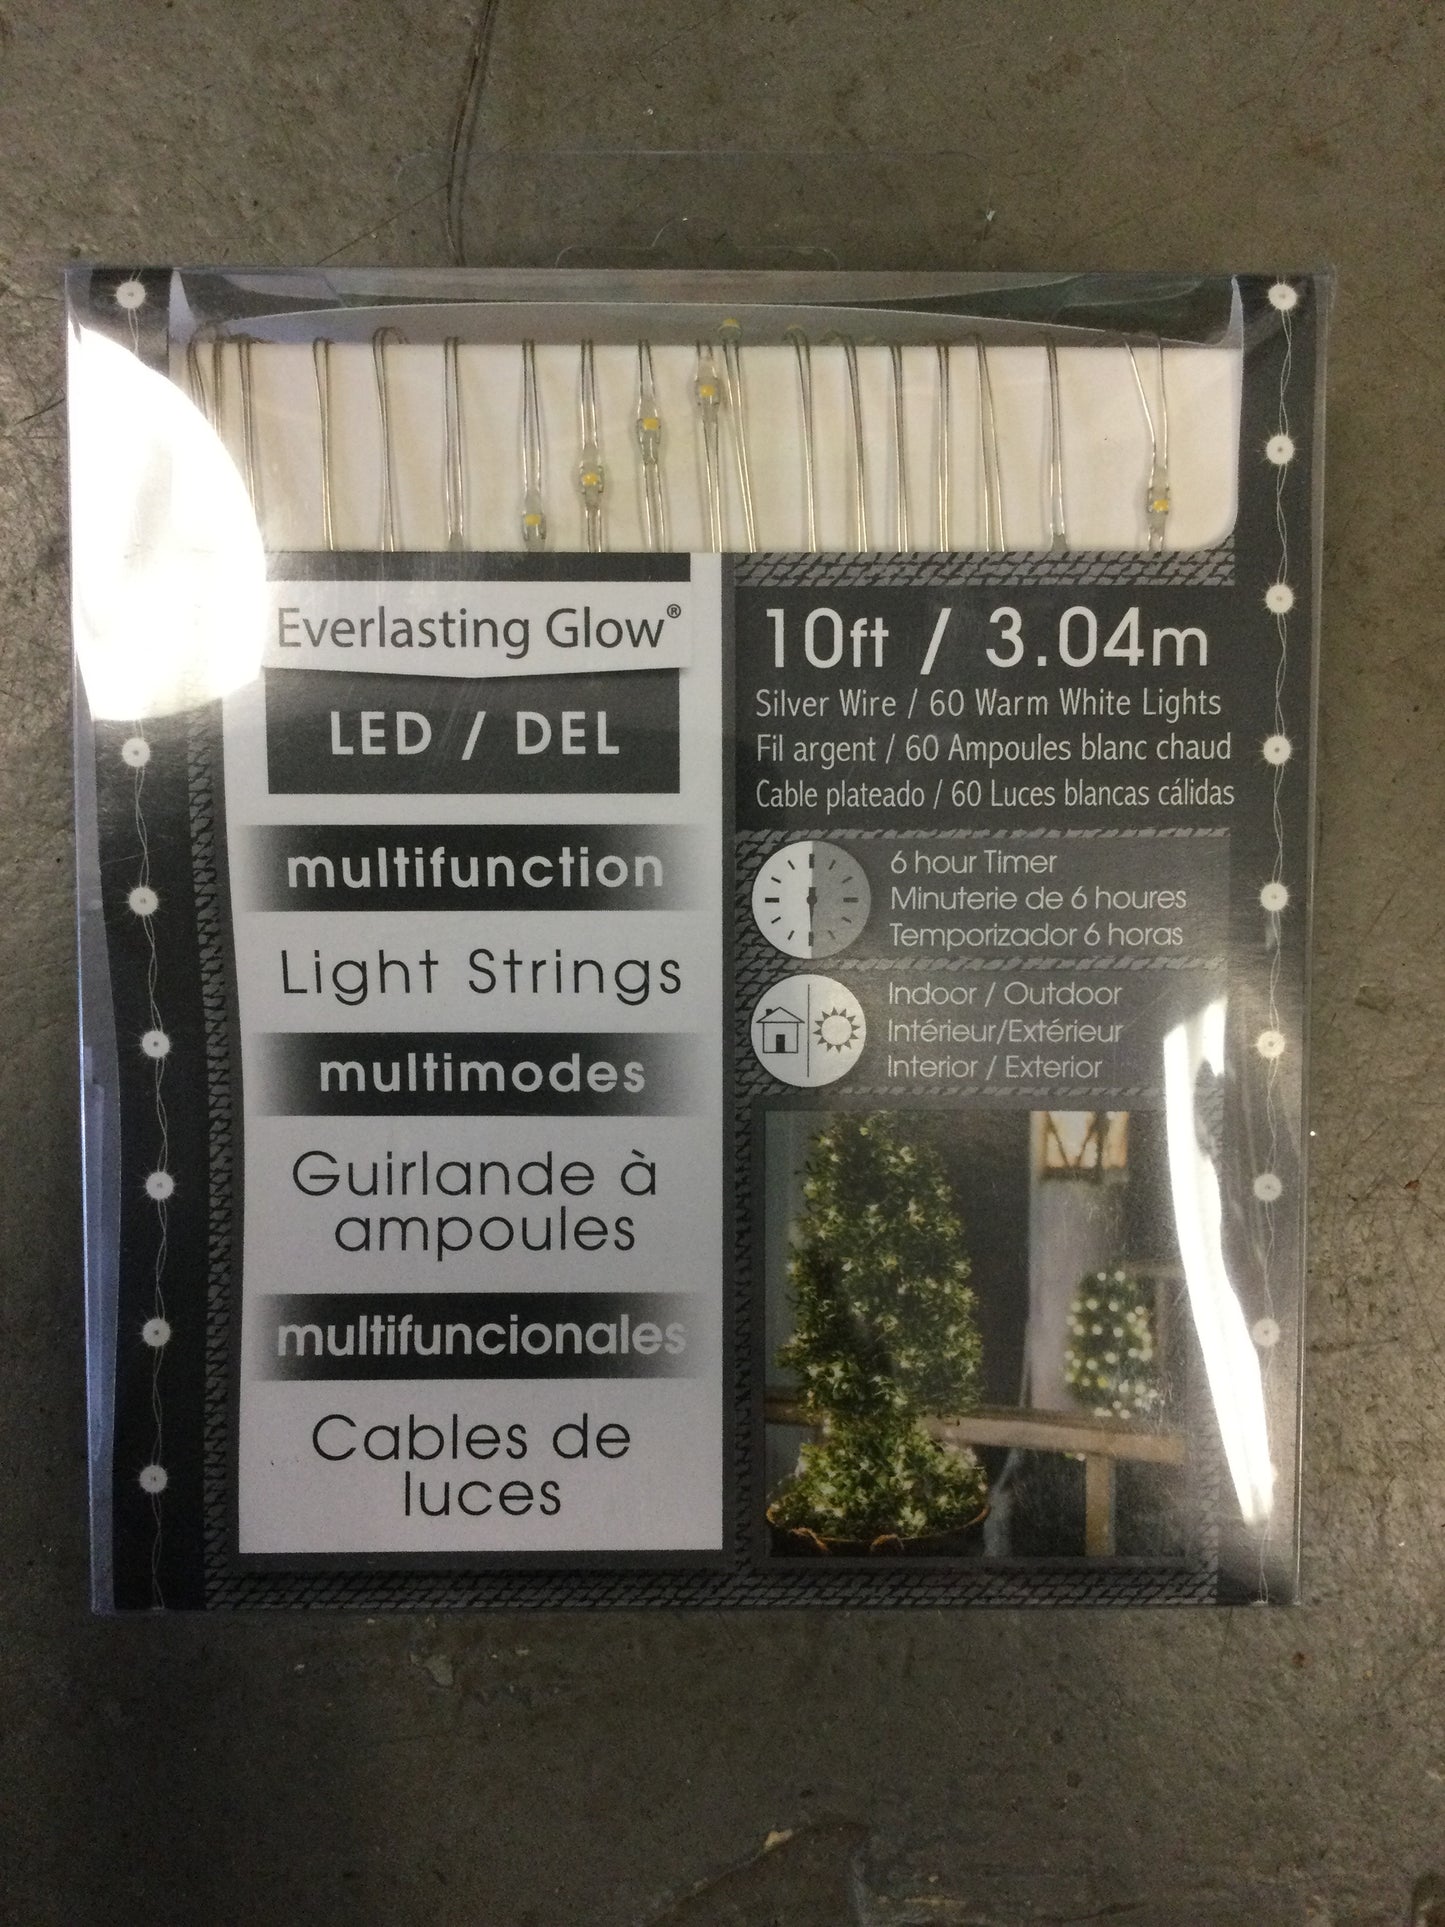 Everlasting Glow®
LED / DEL
multifunction
Light Strings
multimodes
Guirlande à
ampoules
multifuncionales
Cables de
luces
10ft / 3.04m
Silver Wire / 60 Warm White Lights
Fil argent / 60 Ampoules blanc chaud
Cable plateado / 60 Luces blancas cálidas
6 hour Timer
Minuterie de 6 houres
Temporizador 6 horas
Indoor / Outdoor
Intérieur/Extérieur
Interior / Exterior